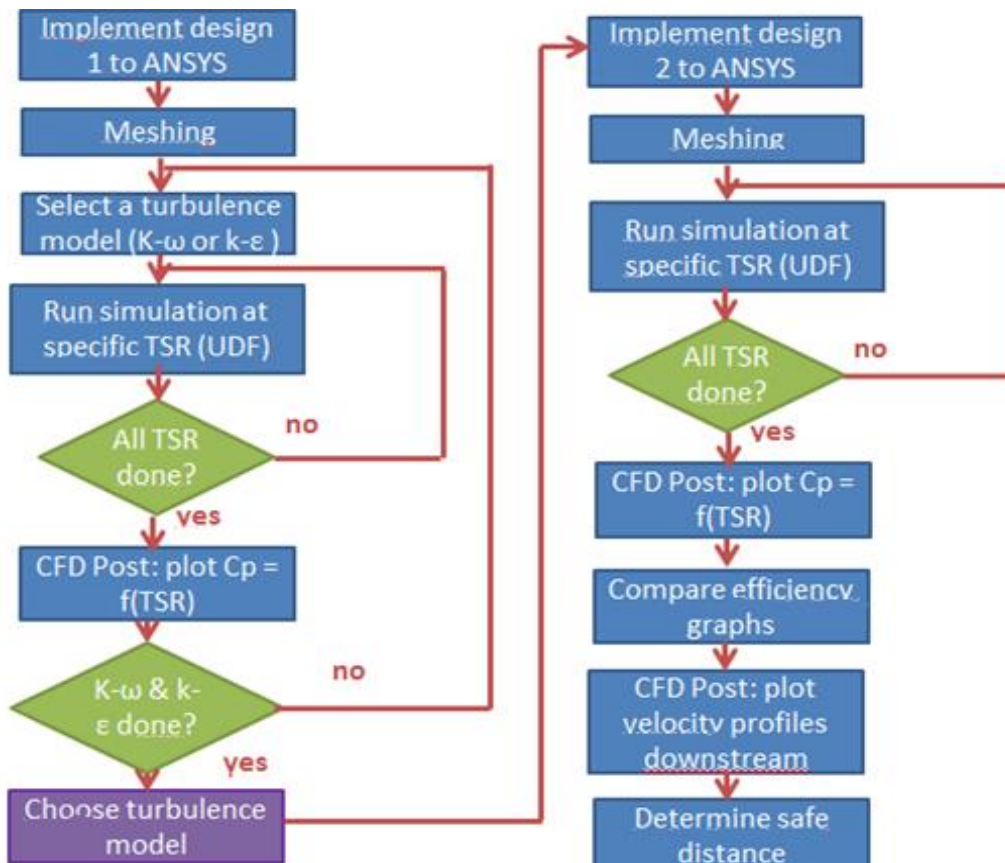 Implement design
1 to ANSYS
Meshing
Select a turbulence
model (K-ω or k-ε )
Run simulation at
specific TSR (UDF)
All TSR
done?
no
yes
CFD Post: plot Cp =
f(TSR)
K-ω & k-
ε done?
no
yes
Choose turbulence
model
Implement design
2 to ANSYS
Meshing
Run simulation at
specific TSR (UDF)
All TSR
done?
no
yes
CFD Post: plot Cp =
f(TSR)
Compare efficiency
graphs
CFD Post: plot
velocity profiles
downstream
Determine safe
distance